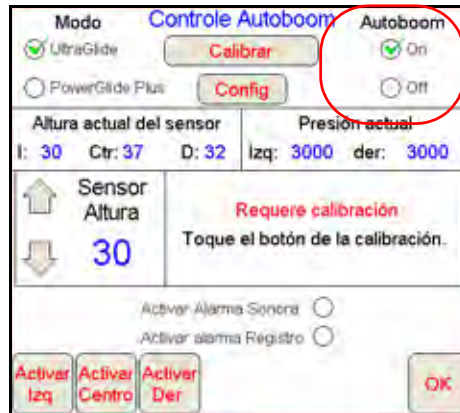 Modo Controle Autoboom Autoboom
UltraGlide Calibrar On
PowerGlide Plus Config Off
Altura actual del sensor Presión actual
I: 30 Ctr: 37 D: 32 Izq: 3000 der: 3000
Sensor
Altura
30
Requere calibración
Toque el botón de la calibración.
Activar Alarma Sonora
Activar alarma Registro
Activar Izq
Activar Centro
Activar Der
OK